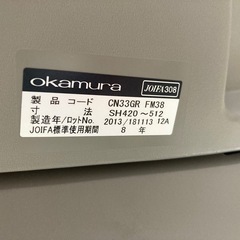 okamura JOIFA308
製品コード CN33GR FM38
寸法 SH420～512
製造年/ロットNo. 2013/181113 12A
JOIFA標準使用期間 8年